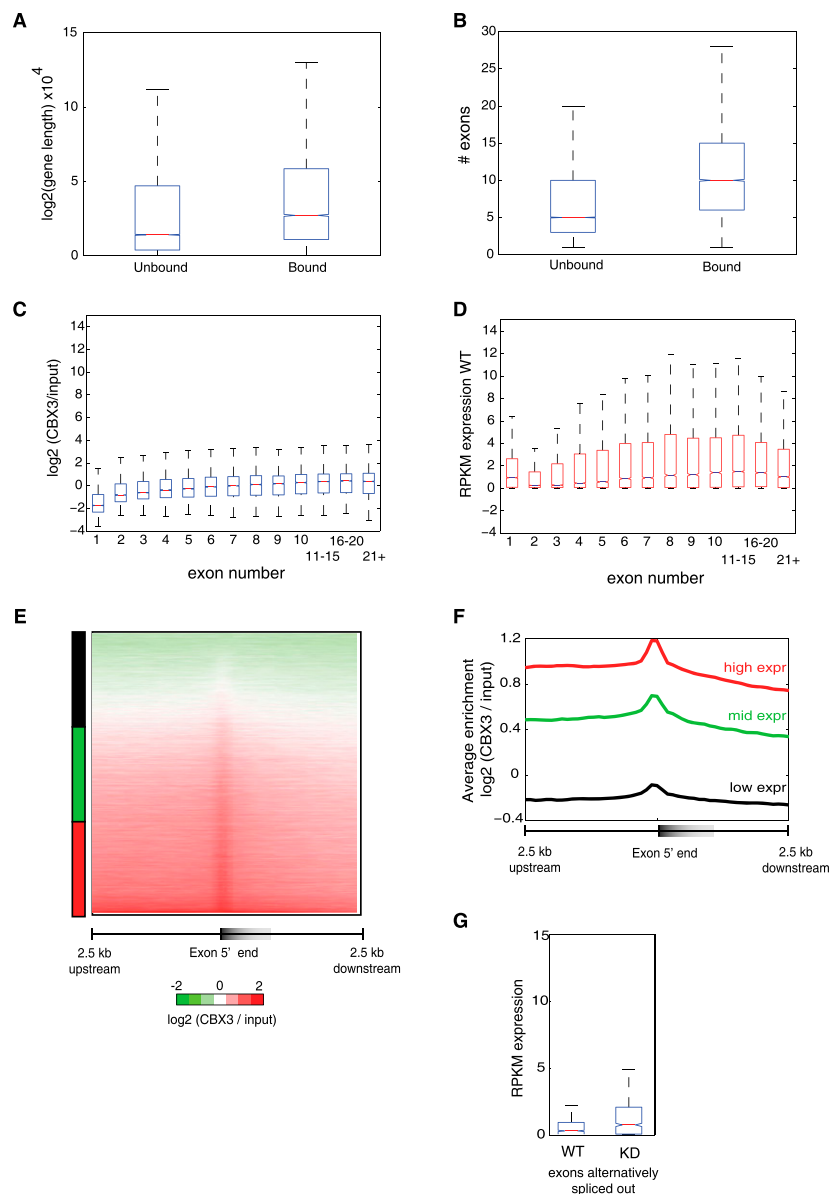 A
log2(gene length) x10^4
15
10
5
0
Unbound
Bound
B
# exons
30
25
20
15
10
5
0
Unbound
Bound
C
log2 (CBX3/input)
14
12
10
8
6
4
2
0
−2
−4
1 2 3 4 5 6 7 8 9 10 16-20
11-15 21+
exon number
D
RPKM expression WT
14
12
10
8
6
4
2
0
−2
−4
1 2 3 4 5 6 7 8 9 10 16-20
11-15 21+
exon number
E
2.5 kb
upstream
Exon 5' end
2.5 kb
downstream
-2 0 2
log2 (CBX3 / input)
F
Average enrichment
log2 (CBX3 / input)
1.2
0.8
0.4
0
−0.4
high expr
mid expr
low expr
2.5 kb
upstream
Exon 5' end
2.5 kb
downstream
G
RPKM expression
15
10
5
0
WT KD
exons alternatively
spliced out